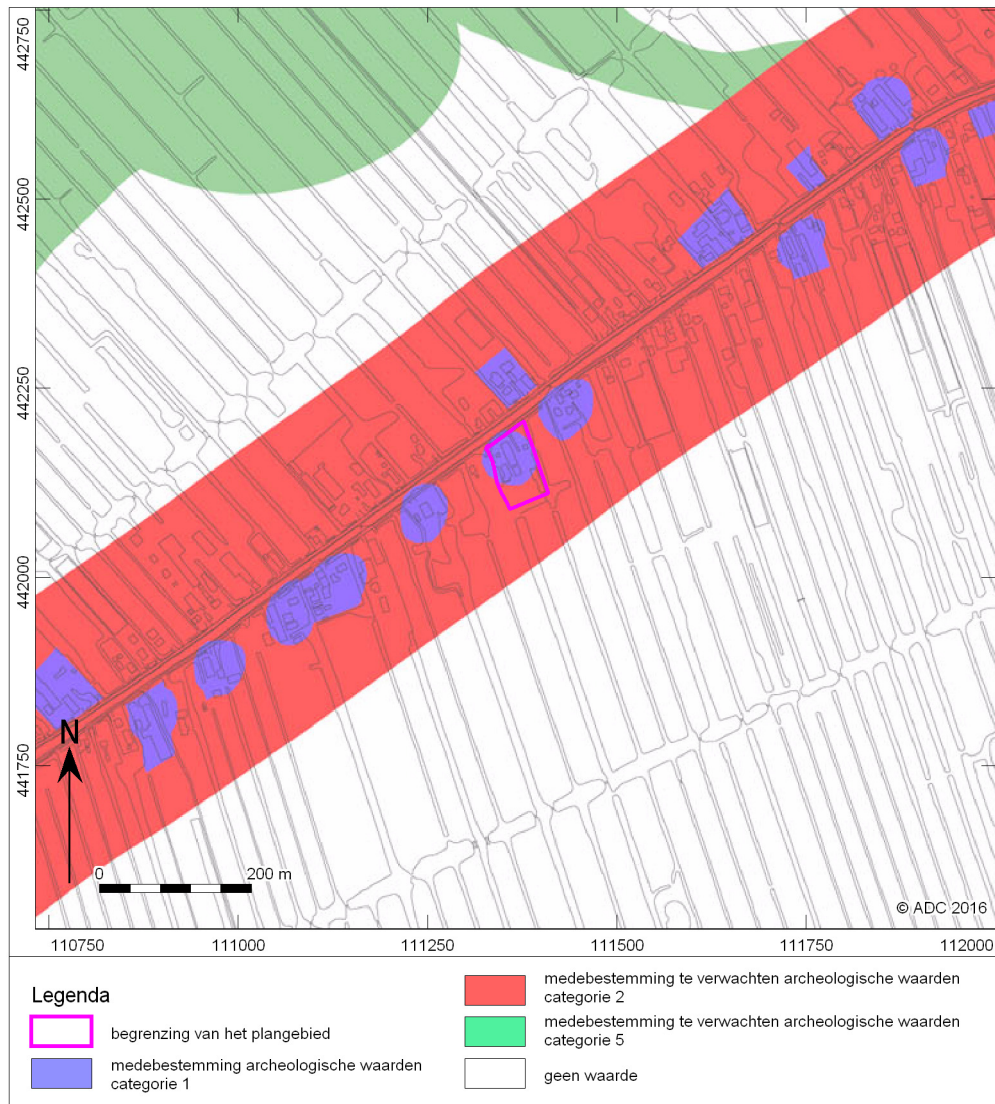 442750
442500
442250
442000
441750
N
0 200 m
© ADC 2016
110750 111000 111250 111500 111750 112000
Legenda
begrenzing van het plangebied
medebestemming archeologische waarden
categorie 1
medebestemming te verwachten archeologische waarden
categorie 2
medebestemming te verwachten archeologische waarden
categorie 5
geen waarde